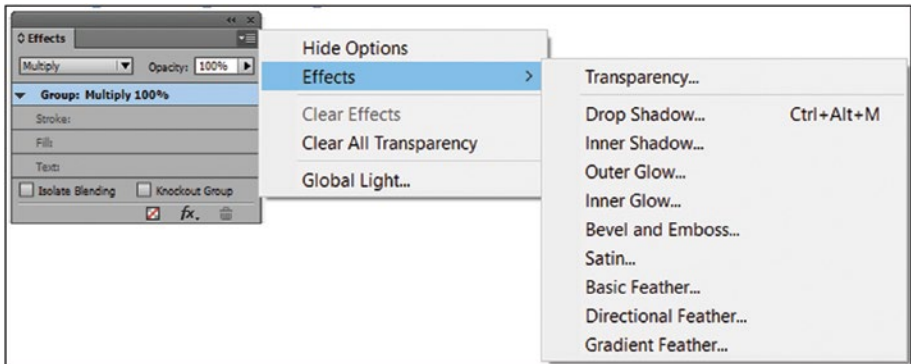 Effects
Multiply Opacity: 100%
Group: Multiply 100%
Stroke:
Fill:
Text:
Isolate Blending Knockout Group
fx.
Hide Options
Effects
Clear Effects
Clear All Transparency
Global Light...
Transparency...
Drop Shadow... Ctrl+Alt+M
Inner Shadow...
Outer Glow...
Inner Glow...
Bevel and Emboss...
Satin...
Basic Feather...
Directional Feather...
Gradient Feather...